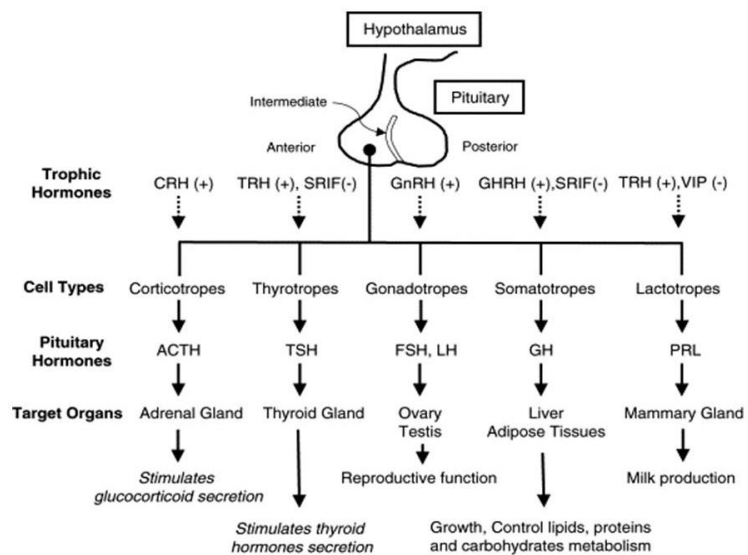 Hypothalamus
Pituitary
Intermediate
Anterior
Posterior
Trophic
Hormones
CRH (+)
TRH (+), SRIF(-)
GnRH (+)
GHRH (+),SRIF(-)
TRH (+),VIP (-)
Cell Types
Corticotropes
Thyrotropes
Gonadotropes
Somatotropes
Lactotropes
Pituitary
Hormones
ACTH
TSH
FSH, LH
GH
PRL
Target Organs
Adrenal Gland
Thyroid Gland
Ovary
Testis
Liver
Adipose Tissues
Mammary Gland
Stimulates
glucocorticoid secretion
Reproductive function
Milk production
Stimulates thyroid
hormones secretion
Growth, Control lipids, proteins
and carbohydrates metabolism